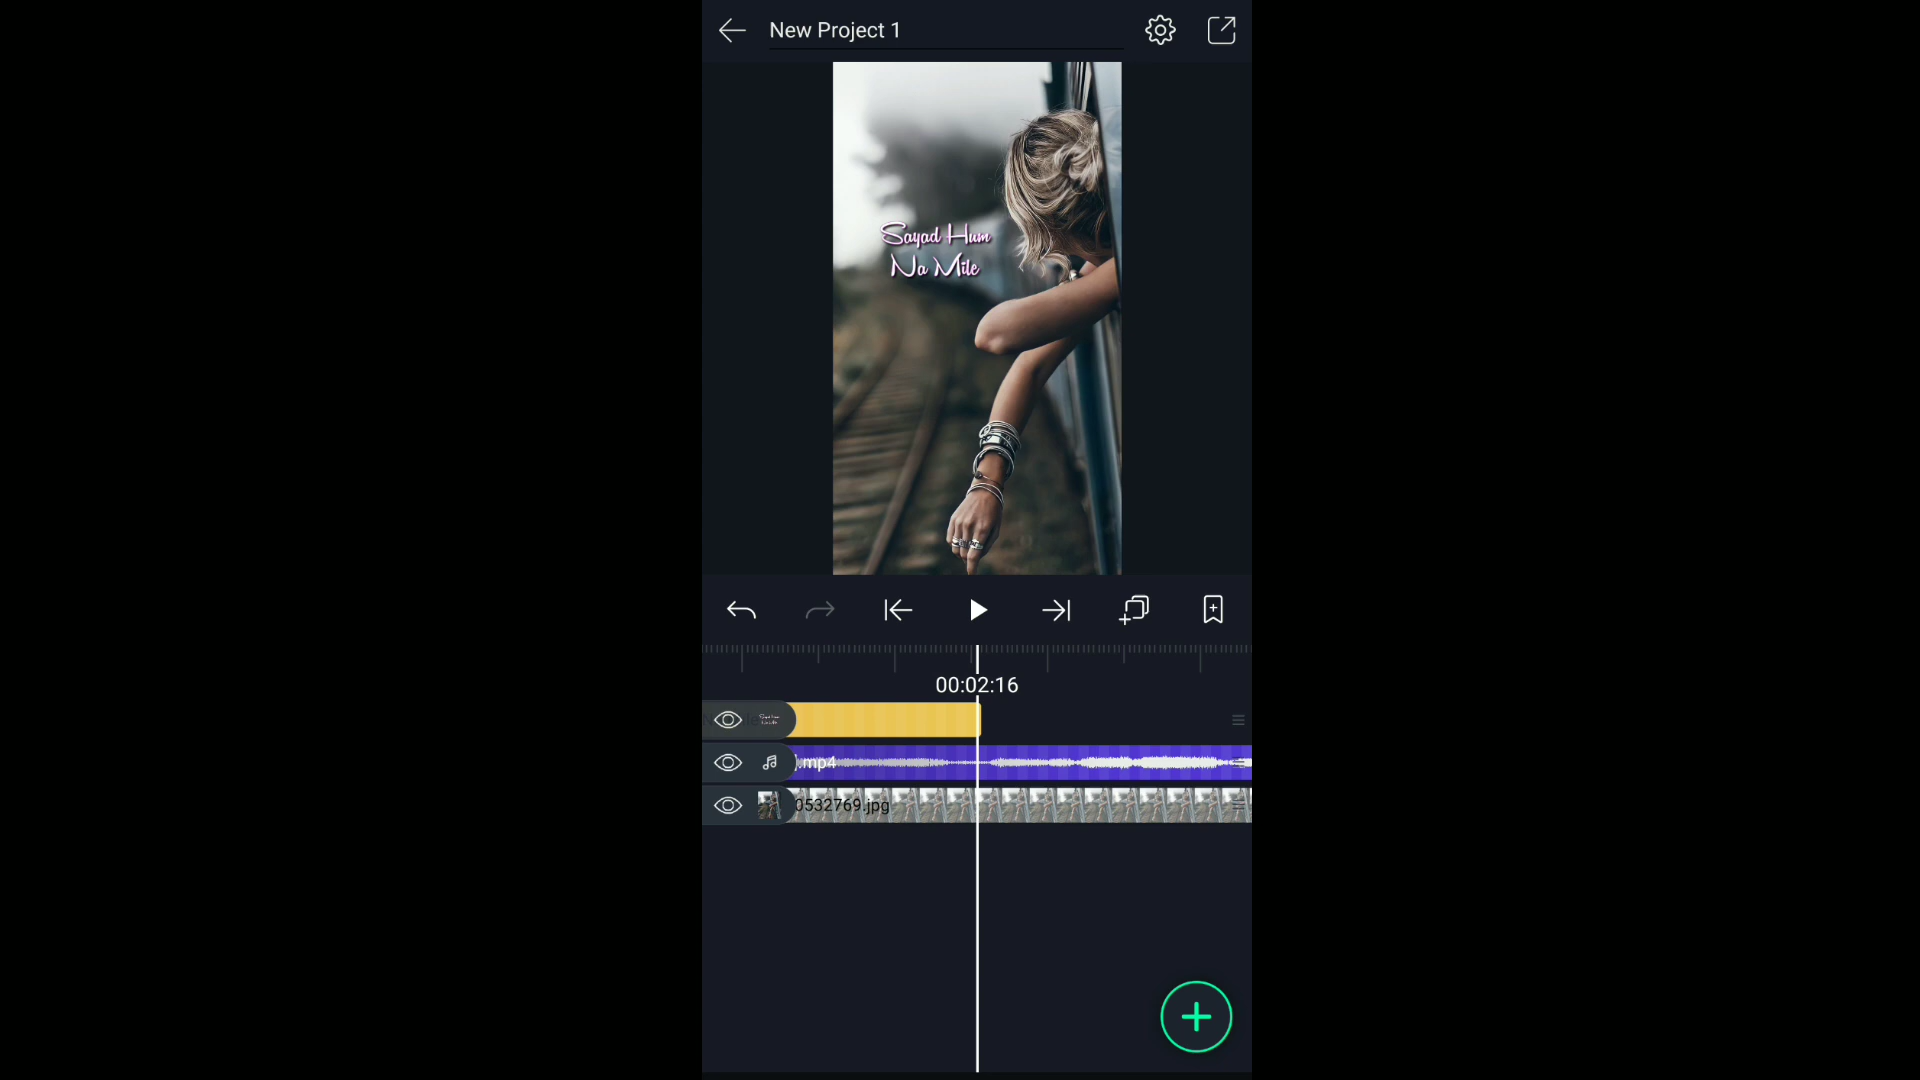 New Project 1
Sayad Hum
Na Mile
00:02:16
).mp4
0532769.jpg